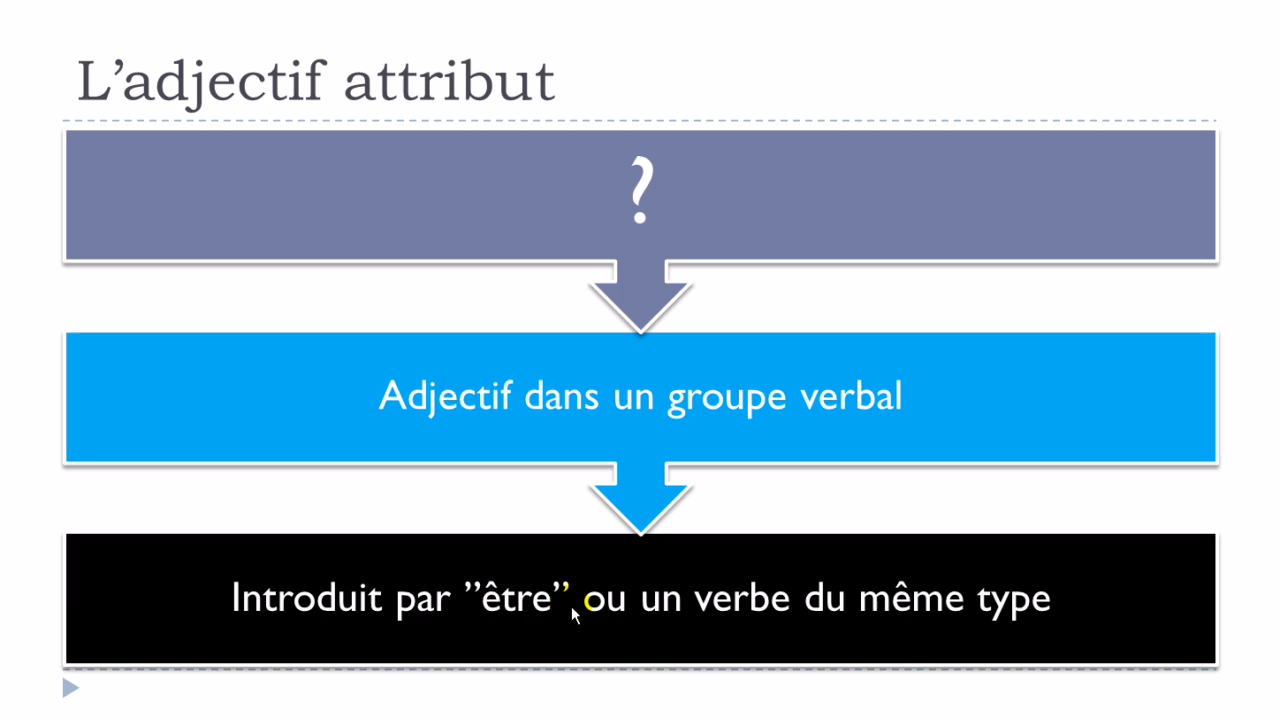 L’adjectif attribut
?
Adjectif dans un groupe verbal
Introduit par ”être” ou un verbe du même type